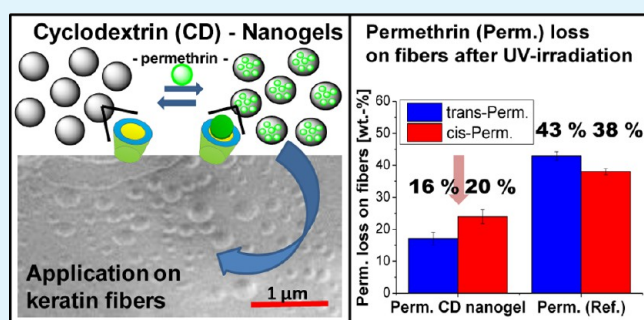 Cyclodextrin (CD) - Nanogels
- permethrin -
Application on
keratin fibers
1 µm
Permethrin (Perm.) loss
on fibers after UV-irradiation
Perm. loss on fibers [wt.-%]
60
50
40
30
20
10
0
trans-Perm.
cis-Perm.
43 % 38 %
16 % 20 %
Perm. CD nanogel
Perm. (Ref.)